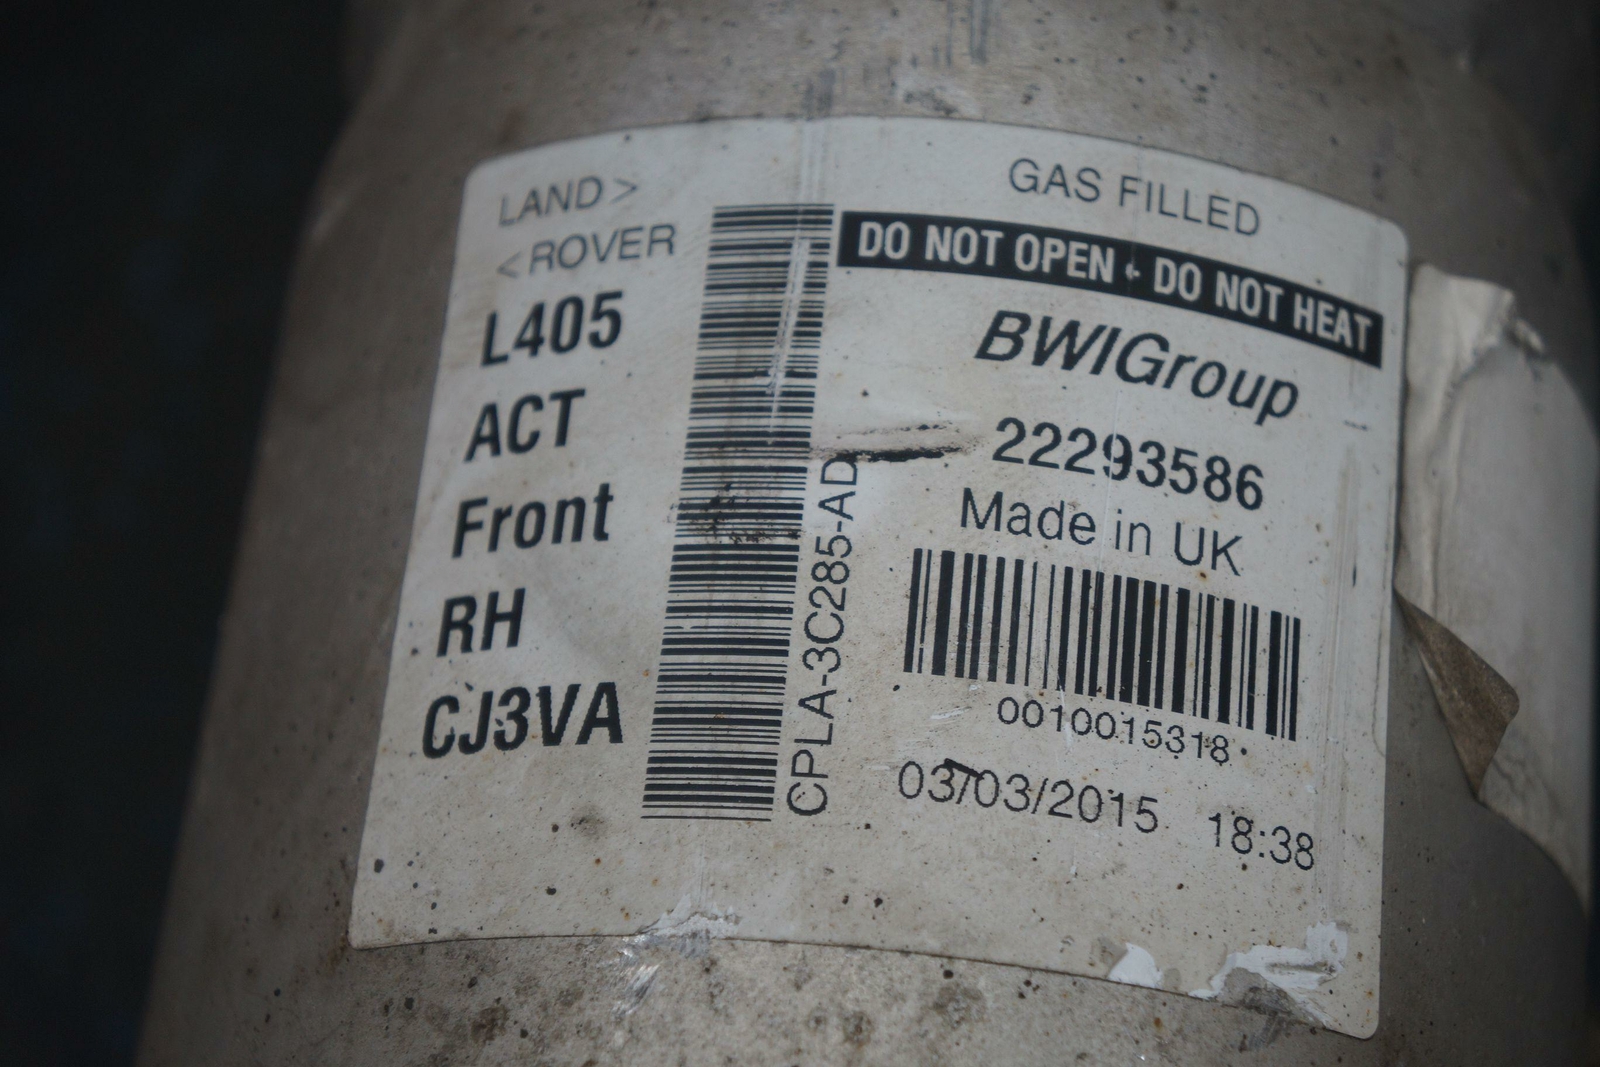 LAND >
< ROVER
L405
ACT
Front
RH
CJ3VA
CPLA-3C285-AD
GAS FILLED
DO NOT OPEN - DO NOT HEAT
BWIGroup
22293586
Made in UK
0010015318
03/03/2015 18:38